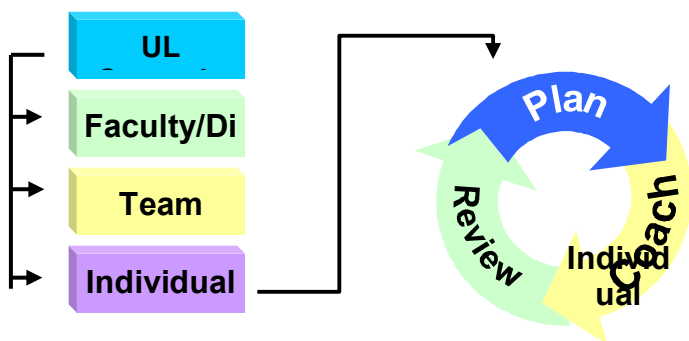 UL
Faculty/Di
Team
Individual
Plan
Coach
Review
Individ
ual